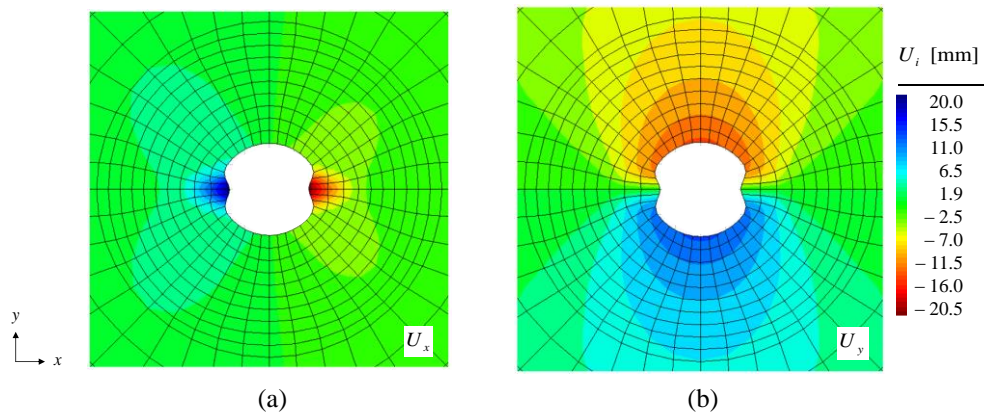 U_i [mm]
20.0
15.5
11.0
6.5
1.9
– 2.5
– 7.0
– 11.5
– 16.0
– 20.5
U_x
U_y
y
x
(a)
(b)